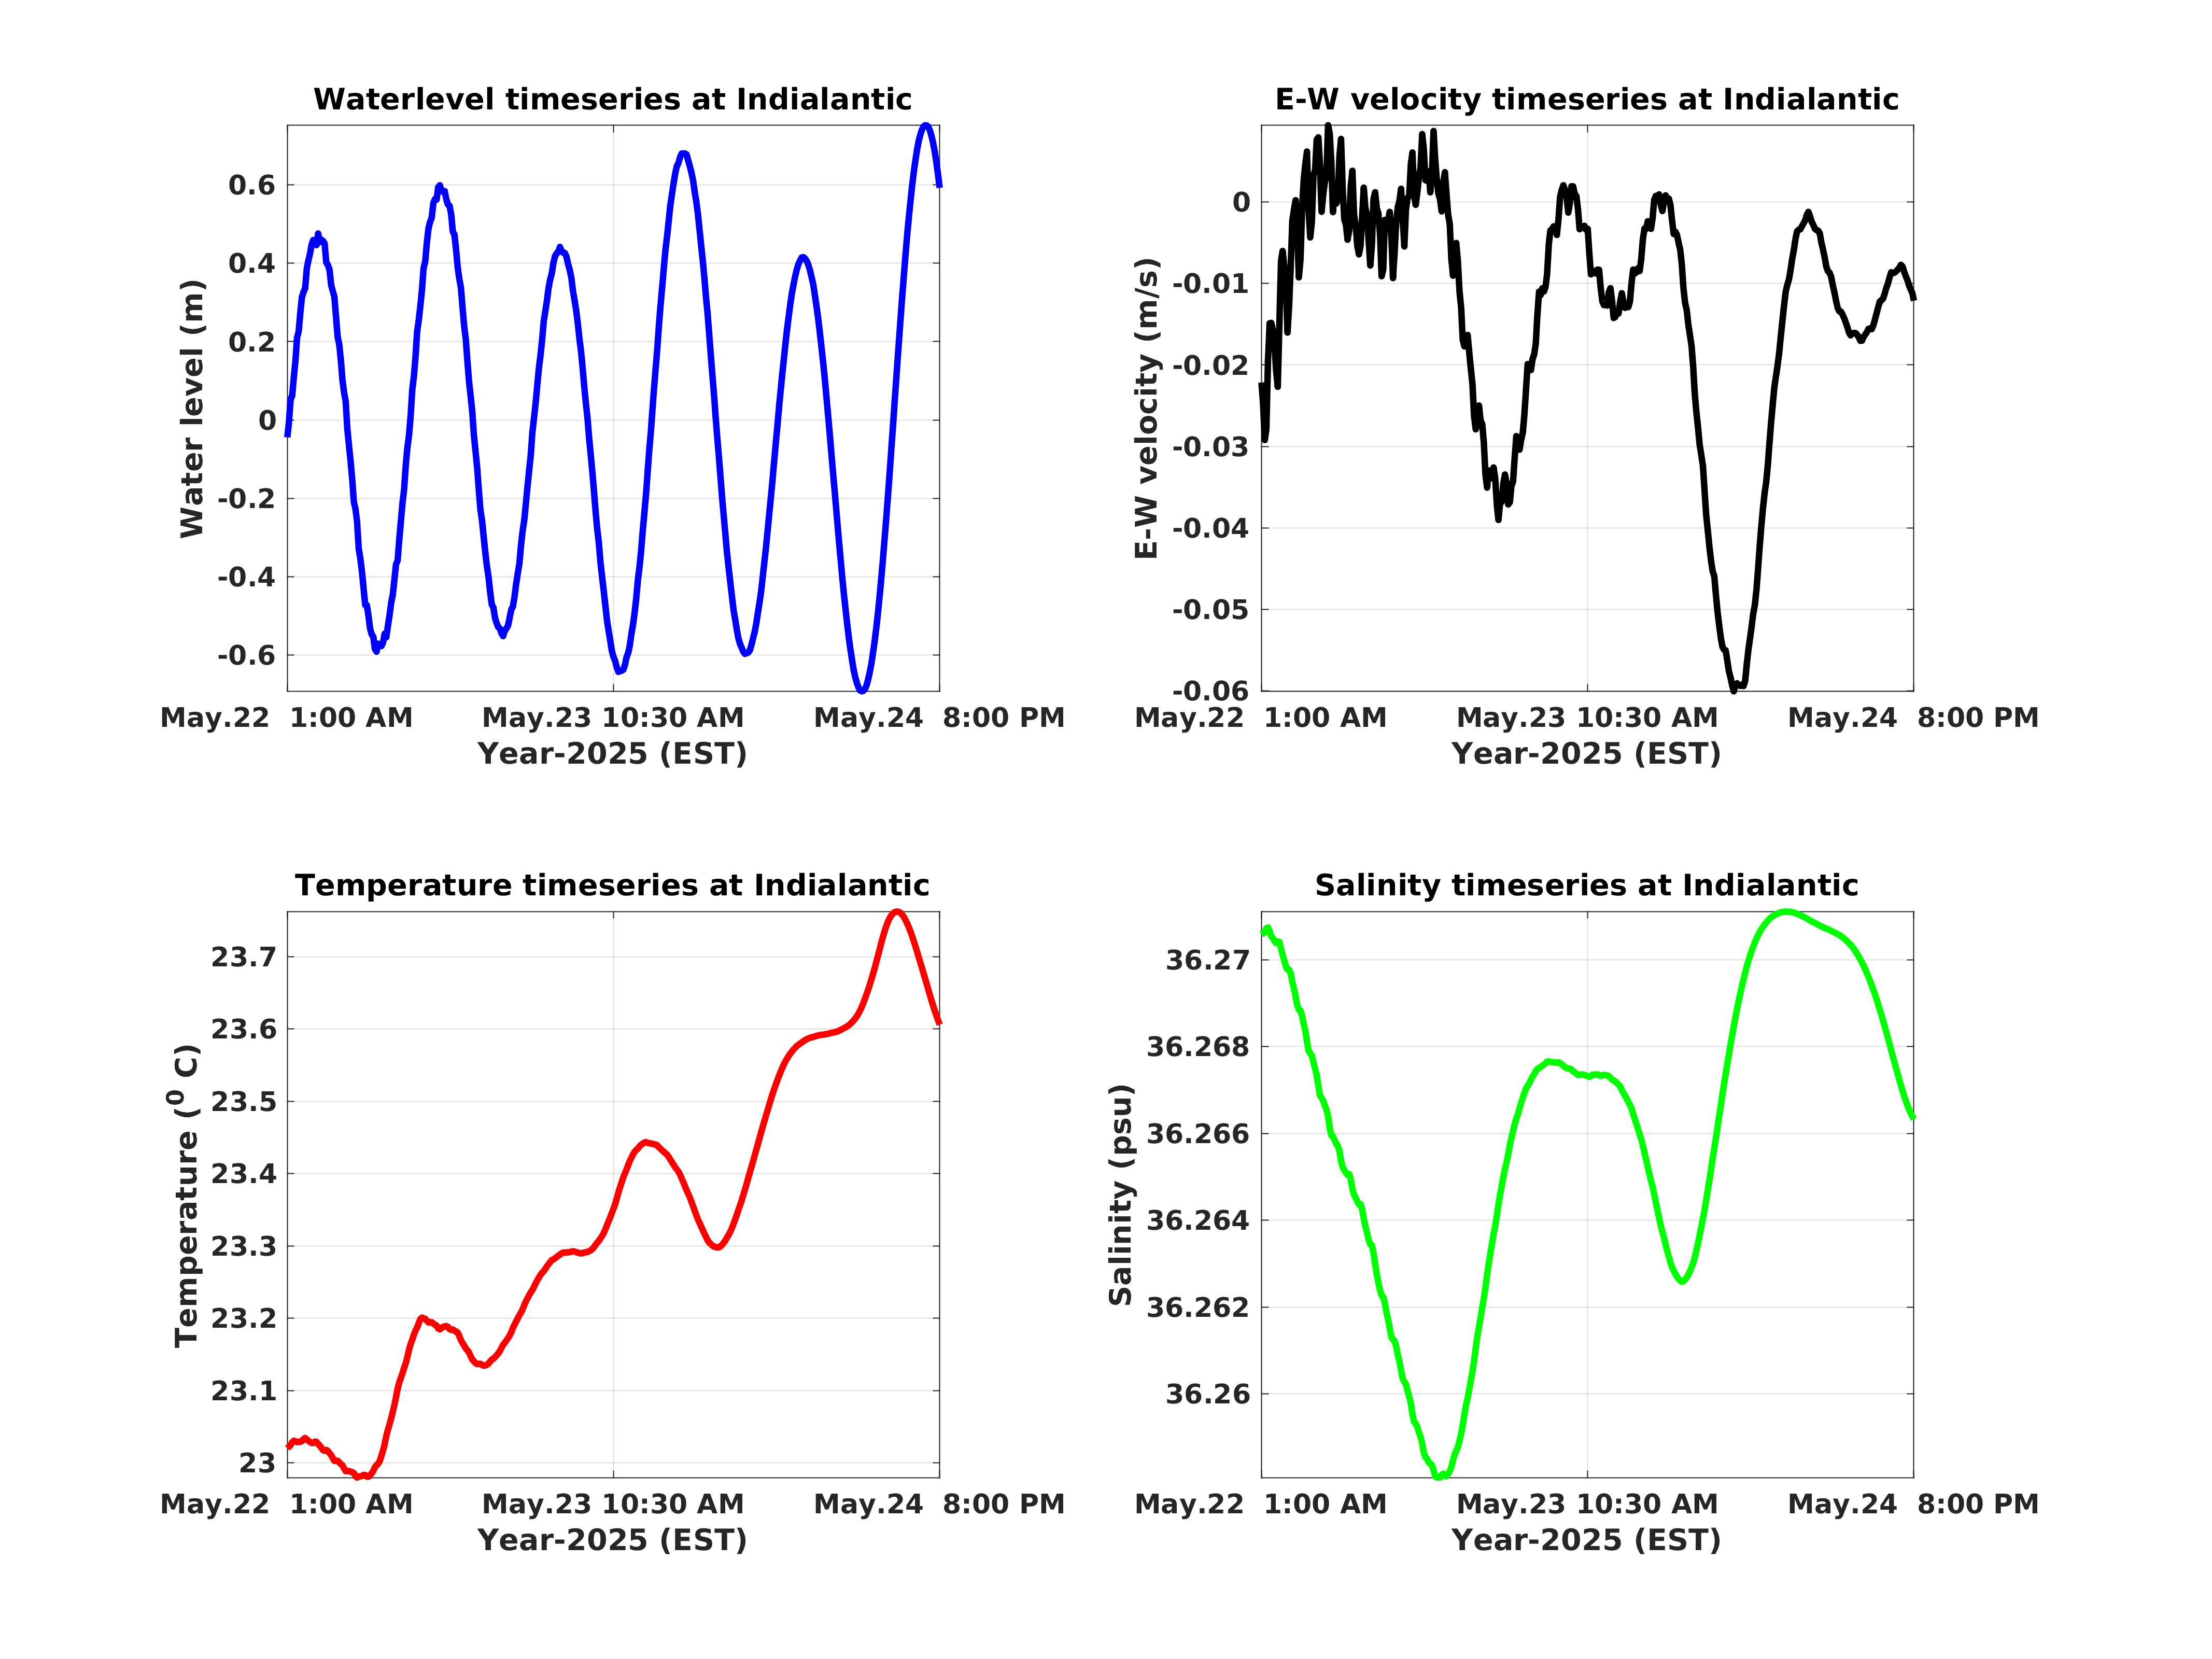 Waterlevel timeseries at Indialantic
Water level (m)
0.6
0.4
0.2
0
-0.2
-0.4
-0.6
May.22 1:00 AM
May.23 10:30 AM
May.24 8:00 PM
Year-2025 (EST)
E-W velocity timeseries at Indialantic
E-W velocity (m/s)
0
-0.01
-0.02
-0.03
-0.04
-0.05
-0.06
May.22 1:00 AM
May.23 10:30 AM
May.24 8:00 PM
Year-2025 (EST)
Temperature timeseries at Indialantic
Temperature (⁰ C)
23.7
23.6
23.5
23.4
23.3
23.2
23.1
23
May.22 1:00 AM
May.23 10:30 AM
May.24 8:00 PM
Year-2025 (EST)
Salinity timeseries at Indialantic
Salinity (psu)
36.27
36.268
36.266
36.264
36.262
36.26
May.22 1:00 AM
May.23 10:30 AM
May.24 8:00 PM
Year-2025 (EST)